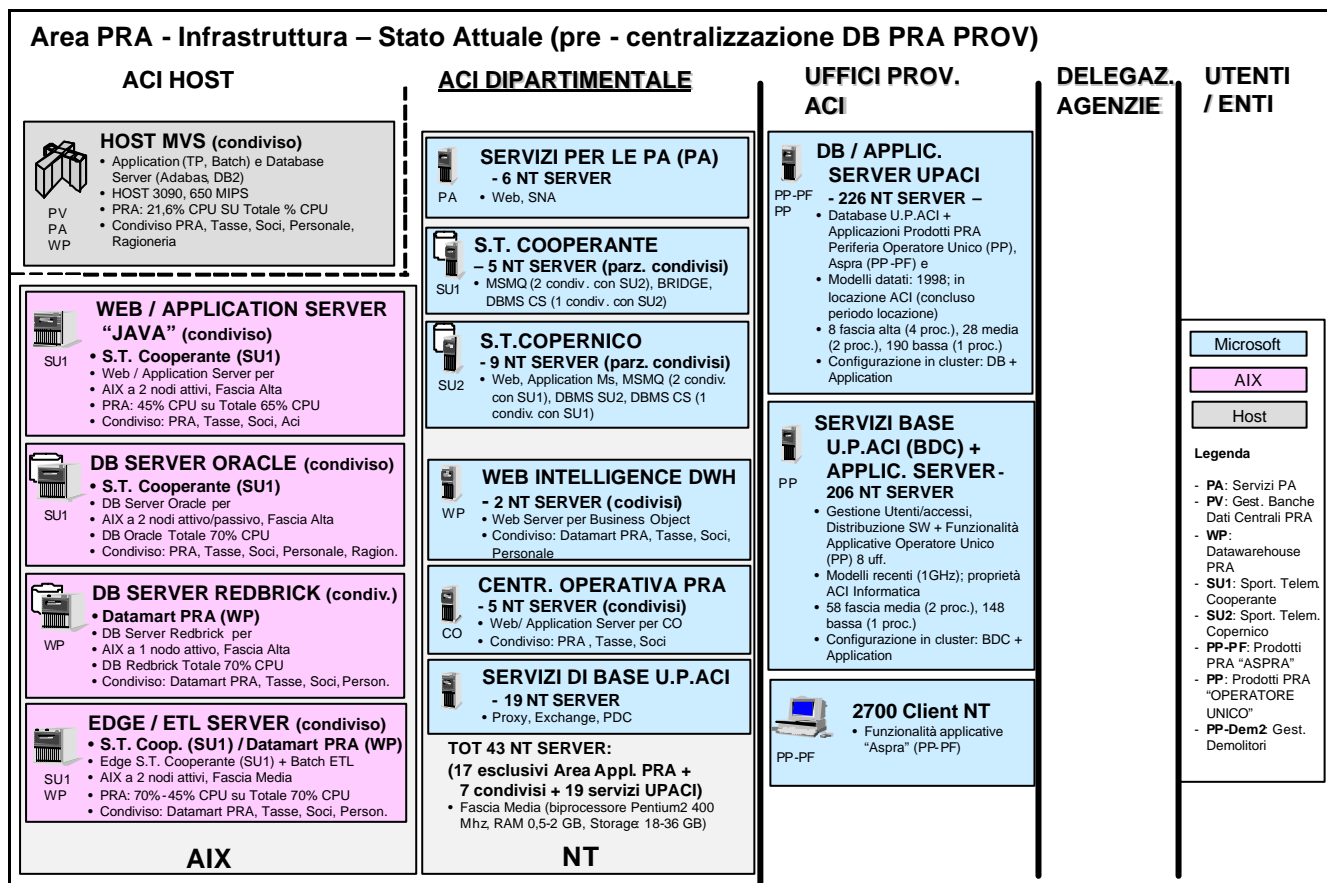 Area PRA - Infrastruttura – Stato Attuale (pre - centralizzazione DB PRA PROV)
ACI HOST
HOST MVS (condiviso)
• Application (TP, Batch) e Database
Server (Adabas, DB2)
• HOST 3090, 650 MIPS
• PRA: 21,6% CPU SU Totale % CPU
• Condiviso PRA, Tasse, Soci, Personale,
Ragioneria
PV
PA
WP
WEB / APPLICATION SERVER
“JAVA” (condiviso)
• S.T. Cooperante (SU1)
• Web / Application Server per
• AIX a 2 nodi attivi, Fascia Alta
• PRA: 45% CPU su Totale 65% CPU
• Condiviso: PRA, Tasse, Soci, Aci
SU1
DB SERVER ORACLE (condiviso)
• S.T. Cooperante (SU1)
• DB Server Oracle per
• AIX a 2 nodi attivo/passivo, Fascia Alta
• DB Oracle Totale 70% CPU
• Condiviso: PRA, Tasse, Soci, Personale, Ragion.
SU1
DB SERVER REDBRICK (condiv.)
• Datamart PRA (WP)
• DB Server Redbrick per
• AIX a 1 nodo attivo, Fascia Alta
• DB Redbrick Totale 70% CPU
• Condiviso: Datamart PRA, Tasse, Soci, Person.
WP
EDGE / ETL SERVER (condiviso)
• S.T. Coop. (SU1) / Datamart PRA (WP)
• Edge S.T. Cooperante (SU1) + Batch ETL
• AIX a 2 nodi attivi, Fascia Media
• PRA: 70%-45% CPU su Totale 70% CPU
• Condiviso: Datamart PRA, Tasse, Soci, Person.
SU1
WP
AIX
ACI DIPARTIMENTALE
SERVIZI PER LE PA (PA)
- 6 NT SERVER
• Web, SNA
PA
S.T. COOPERANTE
– 5 NT SERVER (parz. condivisi)
• MSMQ (2 condiv. con SU2), BRIDGE,
DBMS CS (1 condiv. con SU2)
SU1
S.T.COPERNICO
- 9 NT SERVER (parz. condivisi)
• Web, Application Ms, MSMQ (2 condiv.
con SU1), DBMS SU2, DBMS CS (1
condiv. con SU1)
SU2
WEB INTELLIGENCE DWH
- 2 NT SERVER (codivisi)
• Web Server per Business Object
• Condiviso: Datamart PRA, Tasse, Soci,
Personale
WP
CENTR. OPERATIVA PRA
- 5 NT SERVER (condivisi)
• Web/ Application Server per CO
• Condiviso: PRA , Tasse, Soci
CO
SERVIZI DI BASE U.P.ACI
- 19 NT SERVER
• Proxy, Exchange, PDC
TOT 43 NT SERVER:
(17 esclusivi Area Appl. PRA +
7 condivisi + 19 servizi UPACI)
• Fascia Media (biprocessore Pentium2 400
Mhz, RAM 0,5-2 GB, Storage: 18-36 GB)
NT
UFFICI PROV.
ACI
DB / APPLIC.
SERVER UPACI
- 226 NT SERVER –
• Database U.P.ACI +
Applicazioni Prodotti PRA
Periferia Operatore Unico (PP),
Aspra (PP-PF) e
• Modelli datati: 1998; in
locazione ACI (concluso
periodo locazione)
• 8 fascia alta (4 proc.), 28 media
(2 proc.), 190 bassa (1 proc.)
• Configurazione in cluster: DB +
Application
PP-PF
PP
SERVIZI BASE
U.P.ACI (BDC) +
APPLIC. SERVER-
206 NT SERVER
• Gestione Utenti/accessi,
Distribuzione SW + Funzionalità
Applicative Operatore Unico
(PP) 8 uff.
• Modelli recenti (1GHz); proprietà
ACI Informatica
• 58 fascia media (2 proc.), 148
bassa (1 proc.)
• Configurazione in cluster: BDC +
Application
PP
2700 Client NT
• Funzionalità applicative
“Aspra” (PP-PF)
PP-PF
DELEGAZ.
AGENZIE
UTENTI
/ ENTI
Microsoft
AIX
Host
Legenda
- PA: Servizi PA
- PV: Gest. Banche
Dati Centrali PRA
- WP:
Datawarehouse
PRA
- SU1: Sport. Telem.
Cooperante
- SU2: Sport. Telem.
Copernico
- PP-PF: Prodotti
PRA “ASPRA”
- PP: Prodotti PRA
“OPERATORE
UNICO”
- PP-Dem2: Gest.
Demolitori